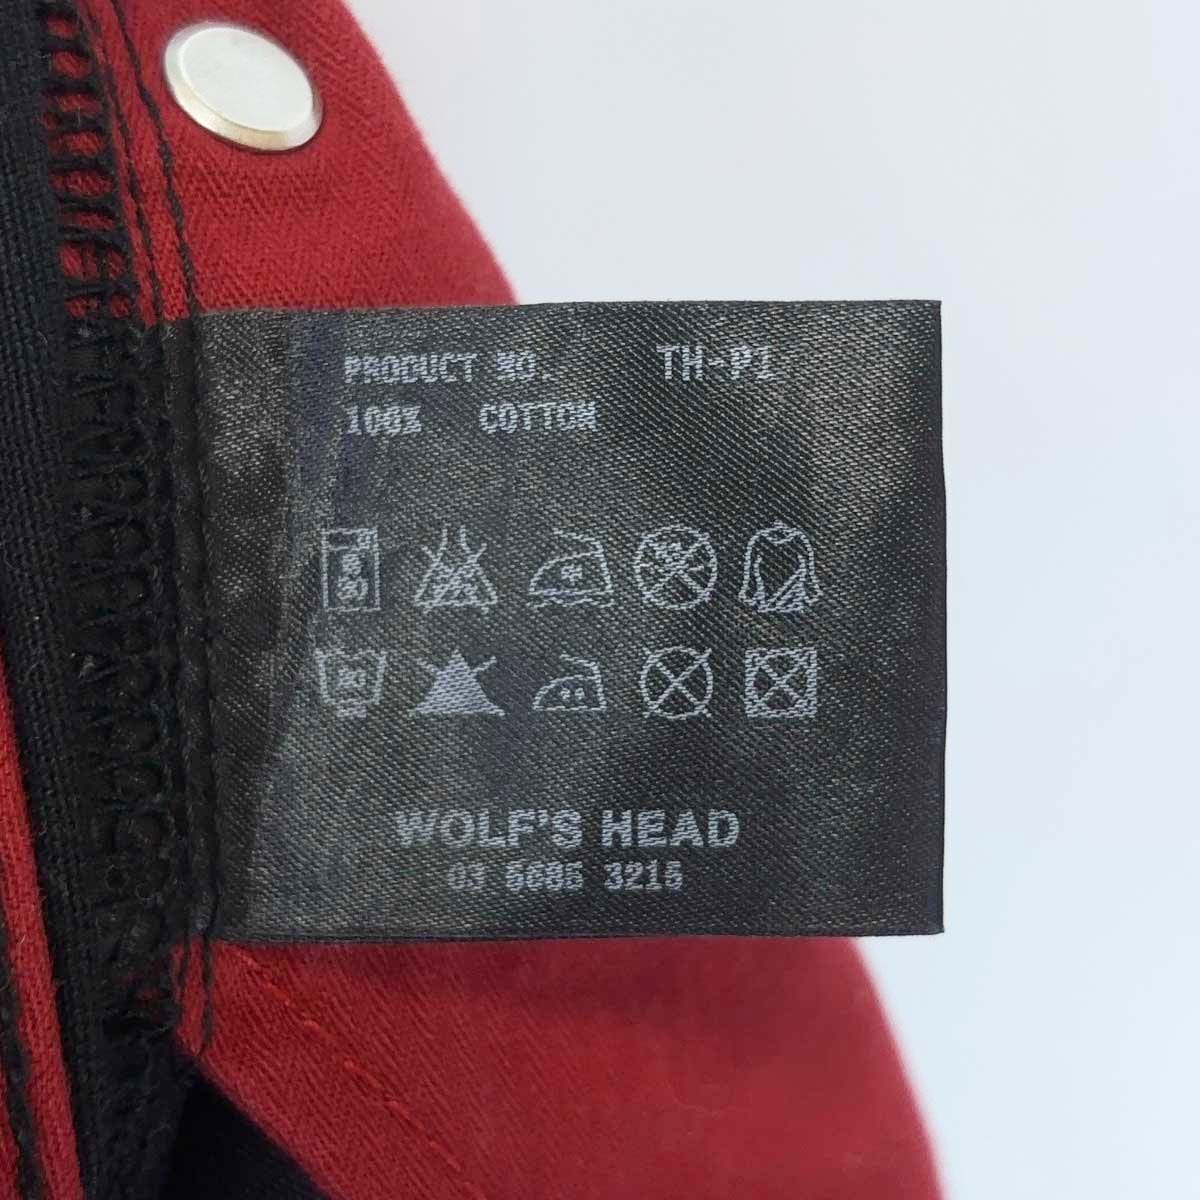 PRODUCT NO. TH-P1
100% COTTON
WOLF'S HEAD
03 5685 3215